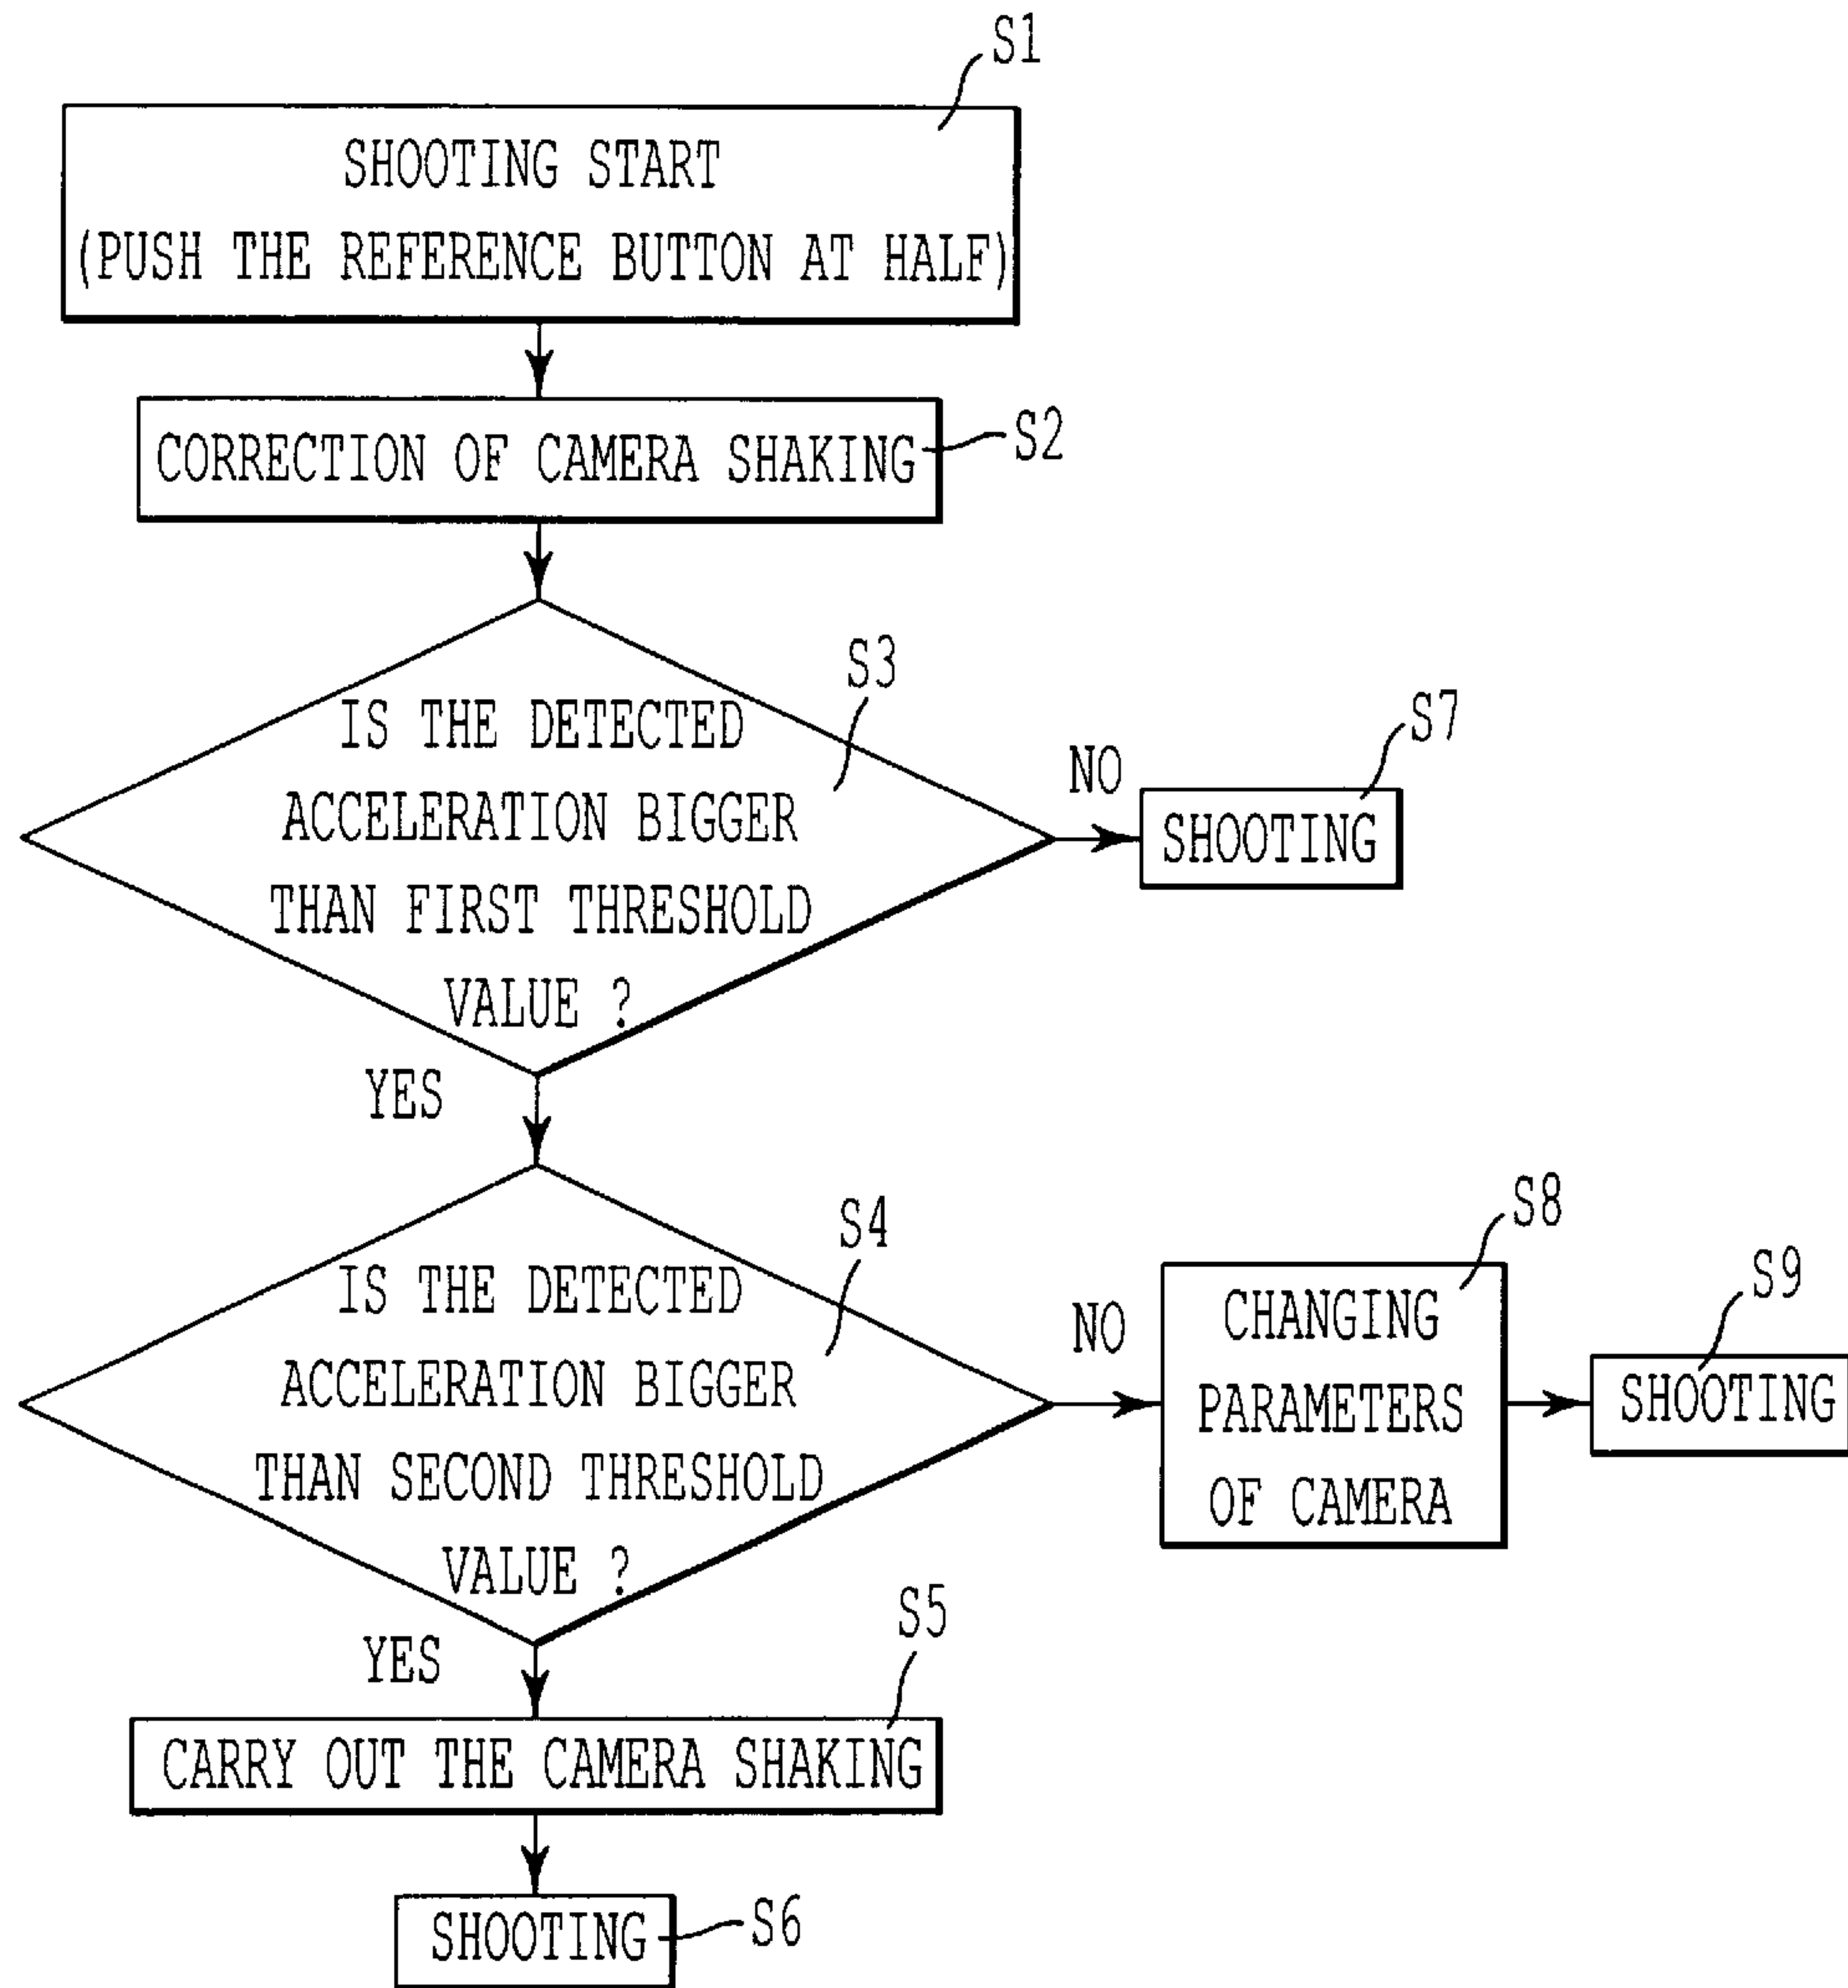 S1
SHOOTING START
(PUSH THE REFERENCE BUTTON AT HALF)
CORRECTION OF CAMERA SHAKING
S2
S3
IS THE DETECTED
ACCELERATION BIGGER
THAN FIRST THRESHOLD
VALUE ?
NO
S7
SHOOTING
YES
S4
IS THE DETECTED
ACCELERATION BIGGER
THAN SECOND THRESHOLD
VALUE ?
NO
S8
CHANGING
PARAMETERS
OF CAMERA
S9
SHOOTING
YES
S5
CARRY OUT THE CAMERA SHAKING
SHOOTING
S6